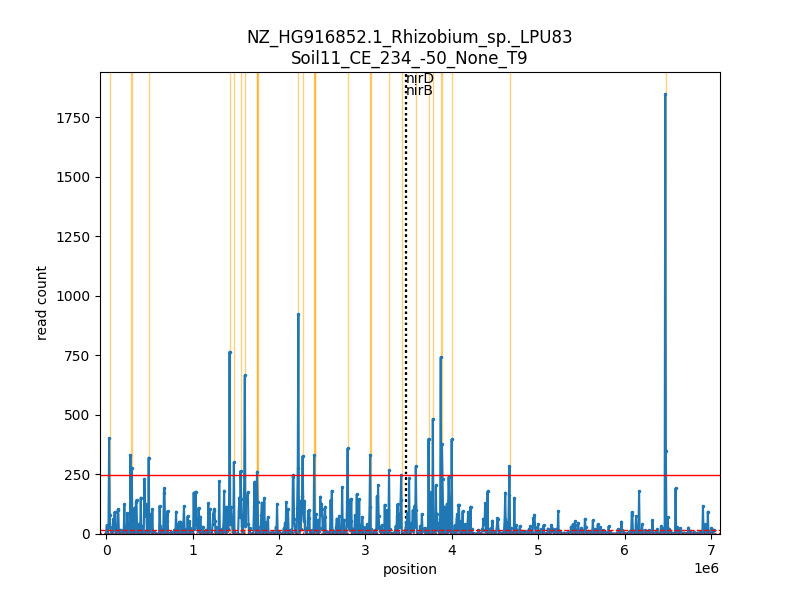 NZ_HG916852.1_Rhizobium_sp._LPU83
Soil11_CE_234_-50_None_T9
nirD
nirB
1750
1500
1250
1000
750
500
250
0
read count
0 1 2 3 4 5 6 7
1e6
position